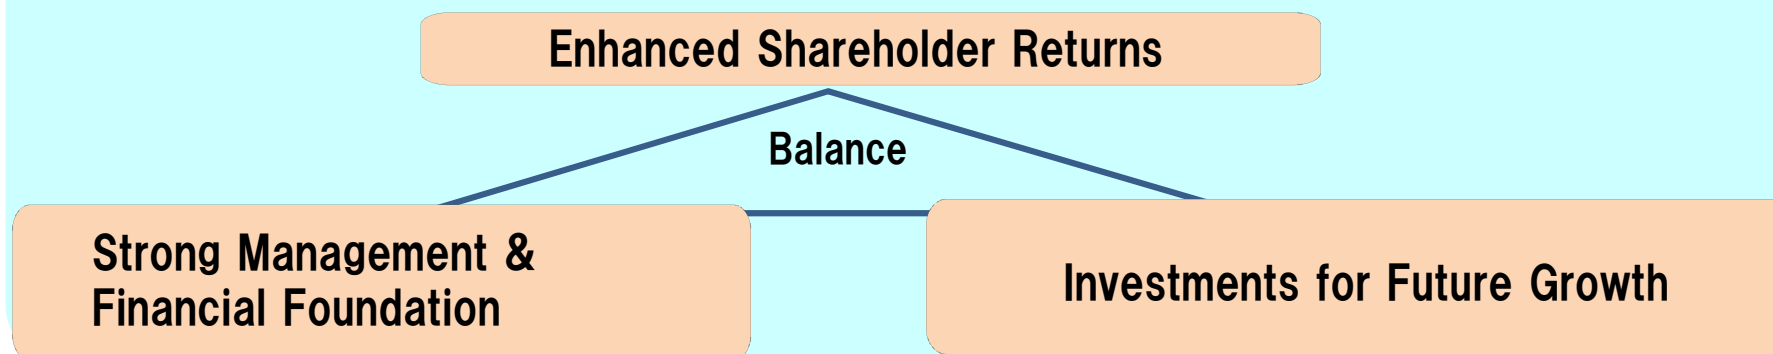 Enhanced Shareholder Returns
Balance
Strong Management &
Financial Foundation
Investments for Future Growth